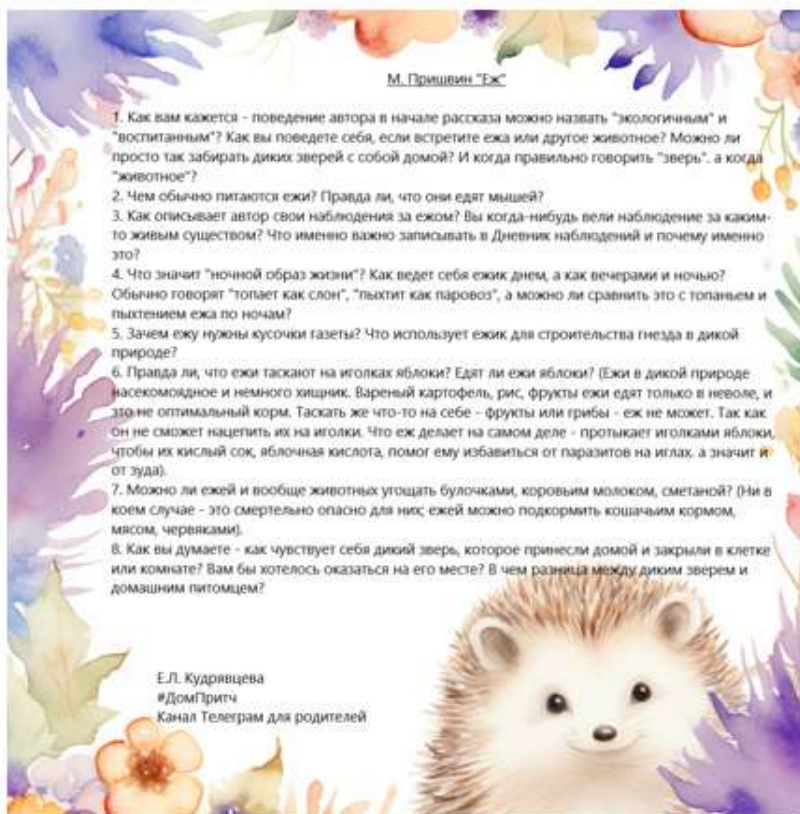 М. Пришвин "Еж"
1. Как вам кажется - поведение автора в начале рассказа можно назвать "экологичным" и
"воспитанным"? Как вы поведете себя, если встретите ежа или другое животное? Можно ли
просто так забирать диких зверей с собой домой? И когда правильно говорить "зверь". а когда
"животное"?
2. Чем обычно питаются ежи? Правда ли, что они едят мышей?
3. Как описывает автор свои наблюдения за ежом? Вы когда-нибудь вели наблюдение за каким-
то живым существом? Что именно важно записывать в Дневник наблюдений и почему именно
это?
4. Что значит "ночной образ жизни"? Как ведет себя ежик днем, а как вечерами и ночью?
Обычно говорят "топает как слон", "пыхтит как паровоз", а можно ли сравнить это с топаньем и
пыхтением ежа по ночам?
5. Зачем ежу нужны кусочки газеты? Что использует ежик для строительства гнезда в дикой
природе?
6. Правда ли, что ежи таскают на иголках яблоки? Едят ли ежи яблоки? (Ежи в дикой природе
насекомоядное и немного хищник. Вареный картофель, рис, фрукты ежи едят только в неволе, и
это не оптимальный корм. Таскать же что-то на себе - фрукты или грибы - еж не может. Так как
он не сможет нацепить их на иголки. Что еж делает на самом деле - протыкает иголками яблоки,
чтобы их кислый сок, яблочная кислота, помог ему избавиться от паразитов на иглах. а значит и
от зуда).
7. Можно ли ежей и вообще животных угощать булочками, коровьим молоком, сметаной? (Ни в
коем случае - это смертельно опасно для них; ежей можно подкормить кошачьим кормом,
мясом, червяками).
8. Как вы думаете - как чувствует себя дикий зверь, которое принесли домой и закрыли в клетке
или комнате? Вам бы хотелось оказаться на его месте? В чем разница между диким зверем и
домашним питомцем?
Е.Л. Кудрявцева
#ДомПритч
Канал Телеграм для родителей